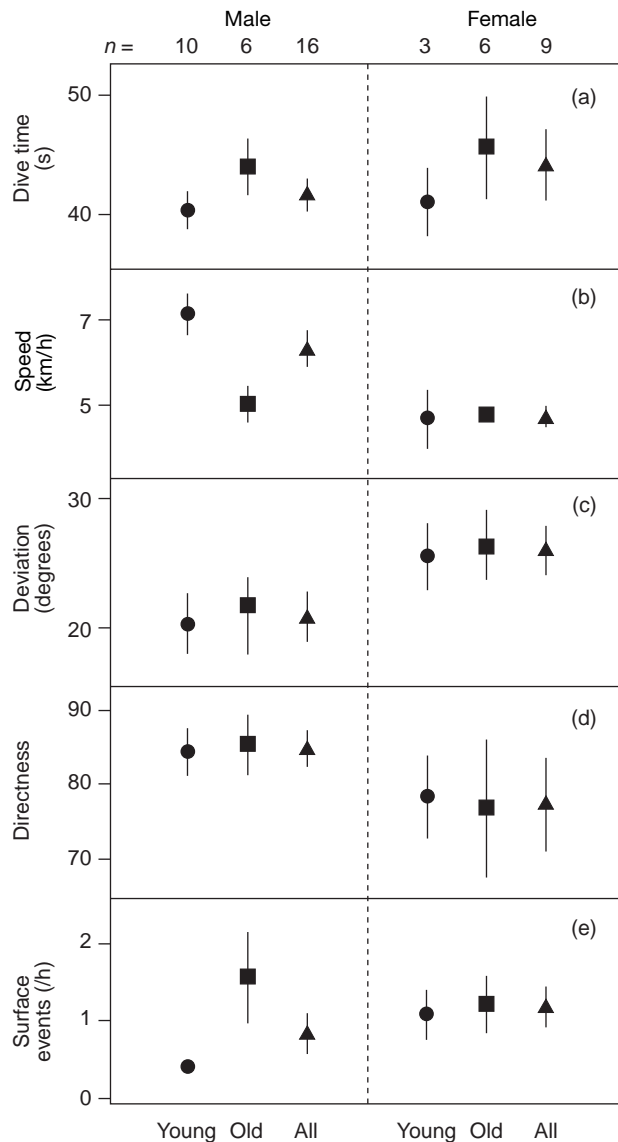 Male Female
n = 10 6 16 3 6 9
(a)
Dive time
(s)
50
40
(b)
Speed
(km/h)
7
5
(c)
Deviation
(degrees)
30
20
(d)
Directness
90
80
70
(e)
Surface
events (/h)
2
1
0
Young Old All Young Old All